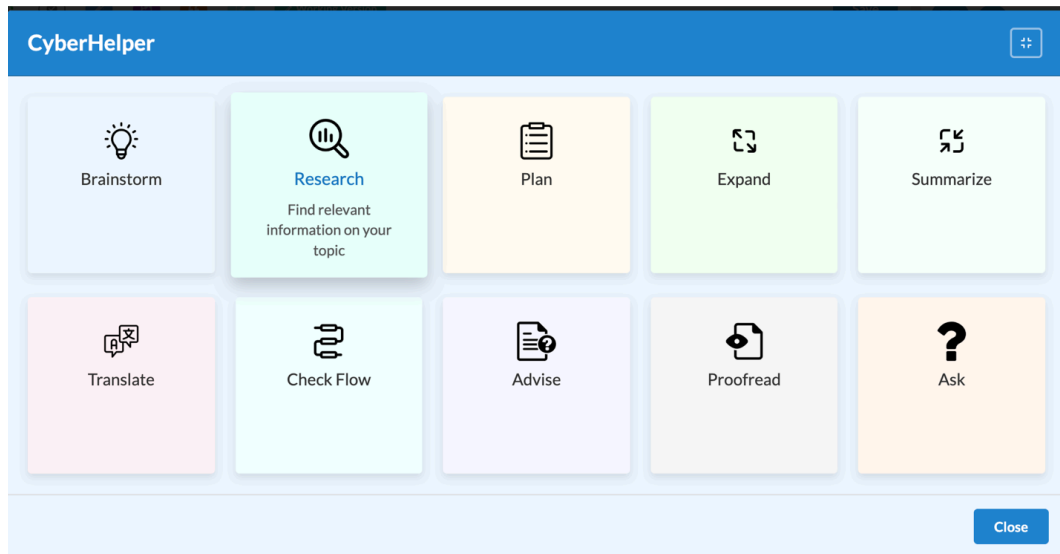 CyberHelper
Brainstorm
Research
Find relevant
information on your
topic
Plan
Expand
Summarize
Translate
Check Flow
Advise
Proofread
Ask
Close